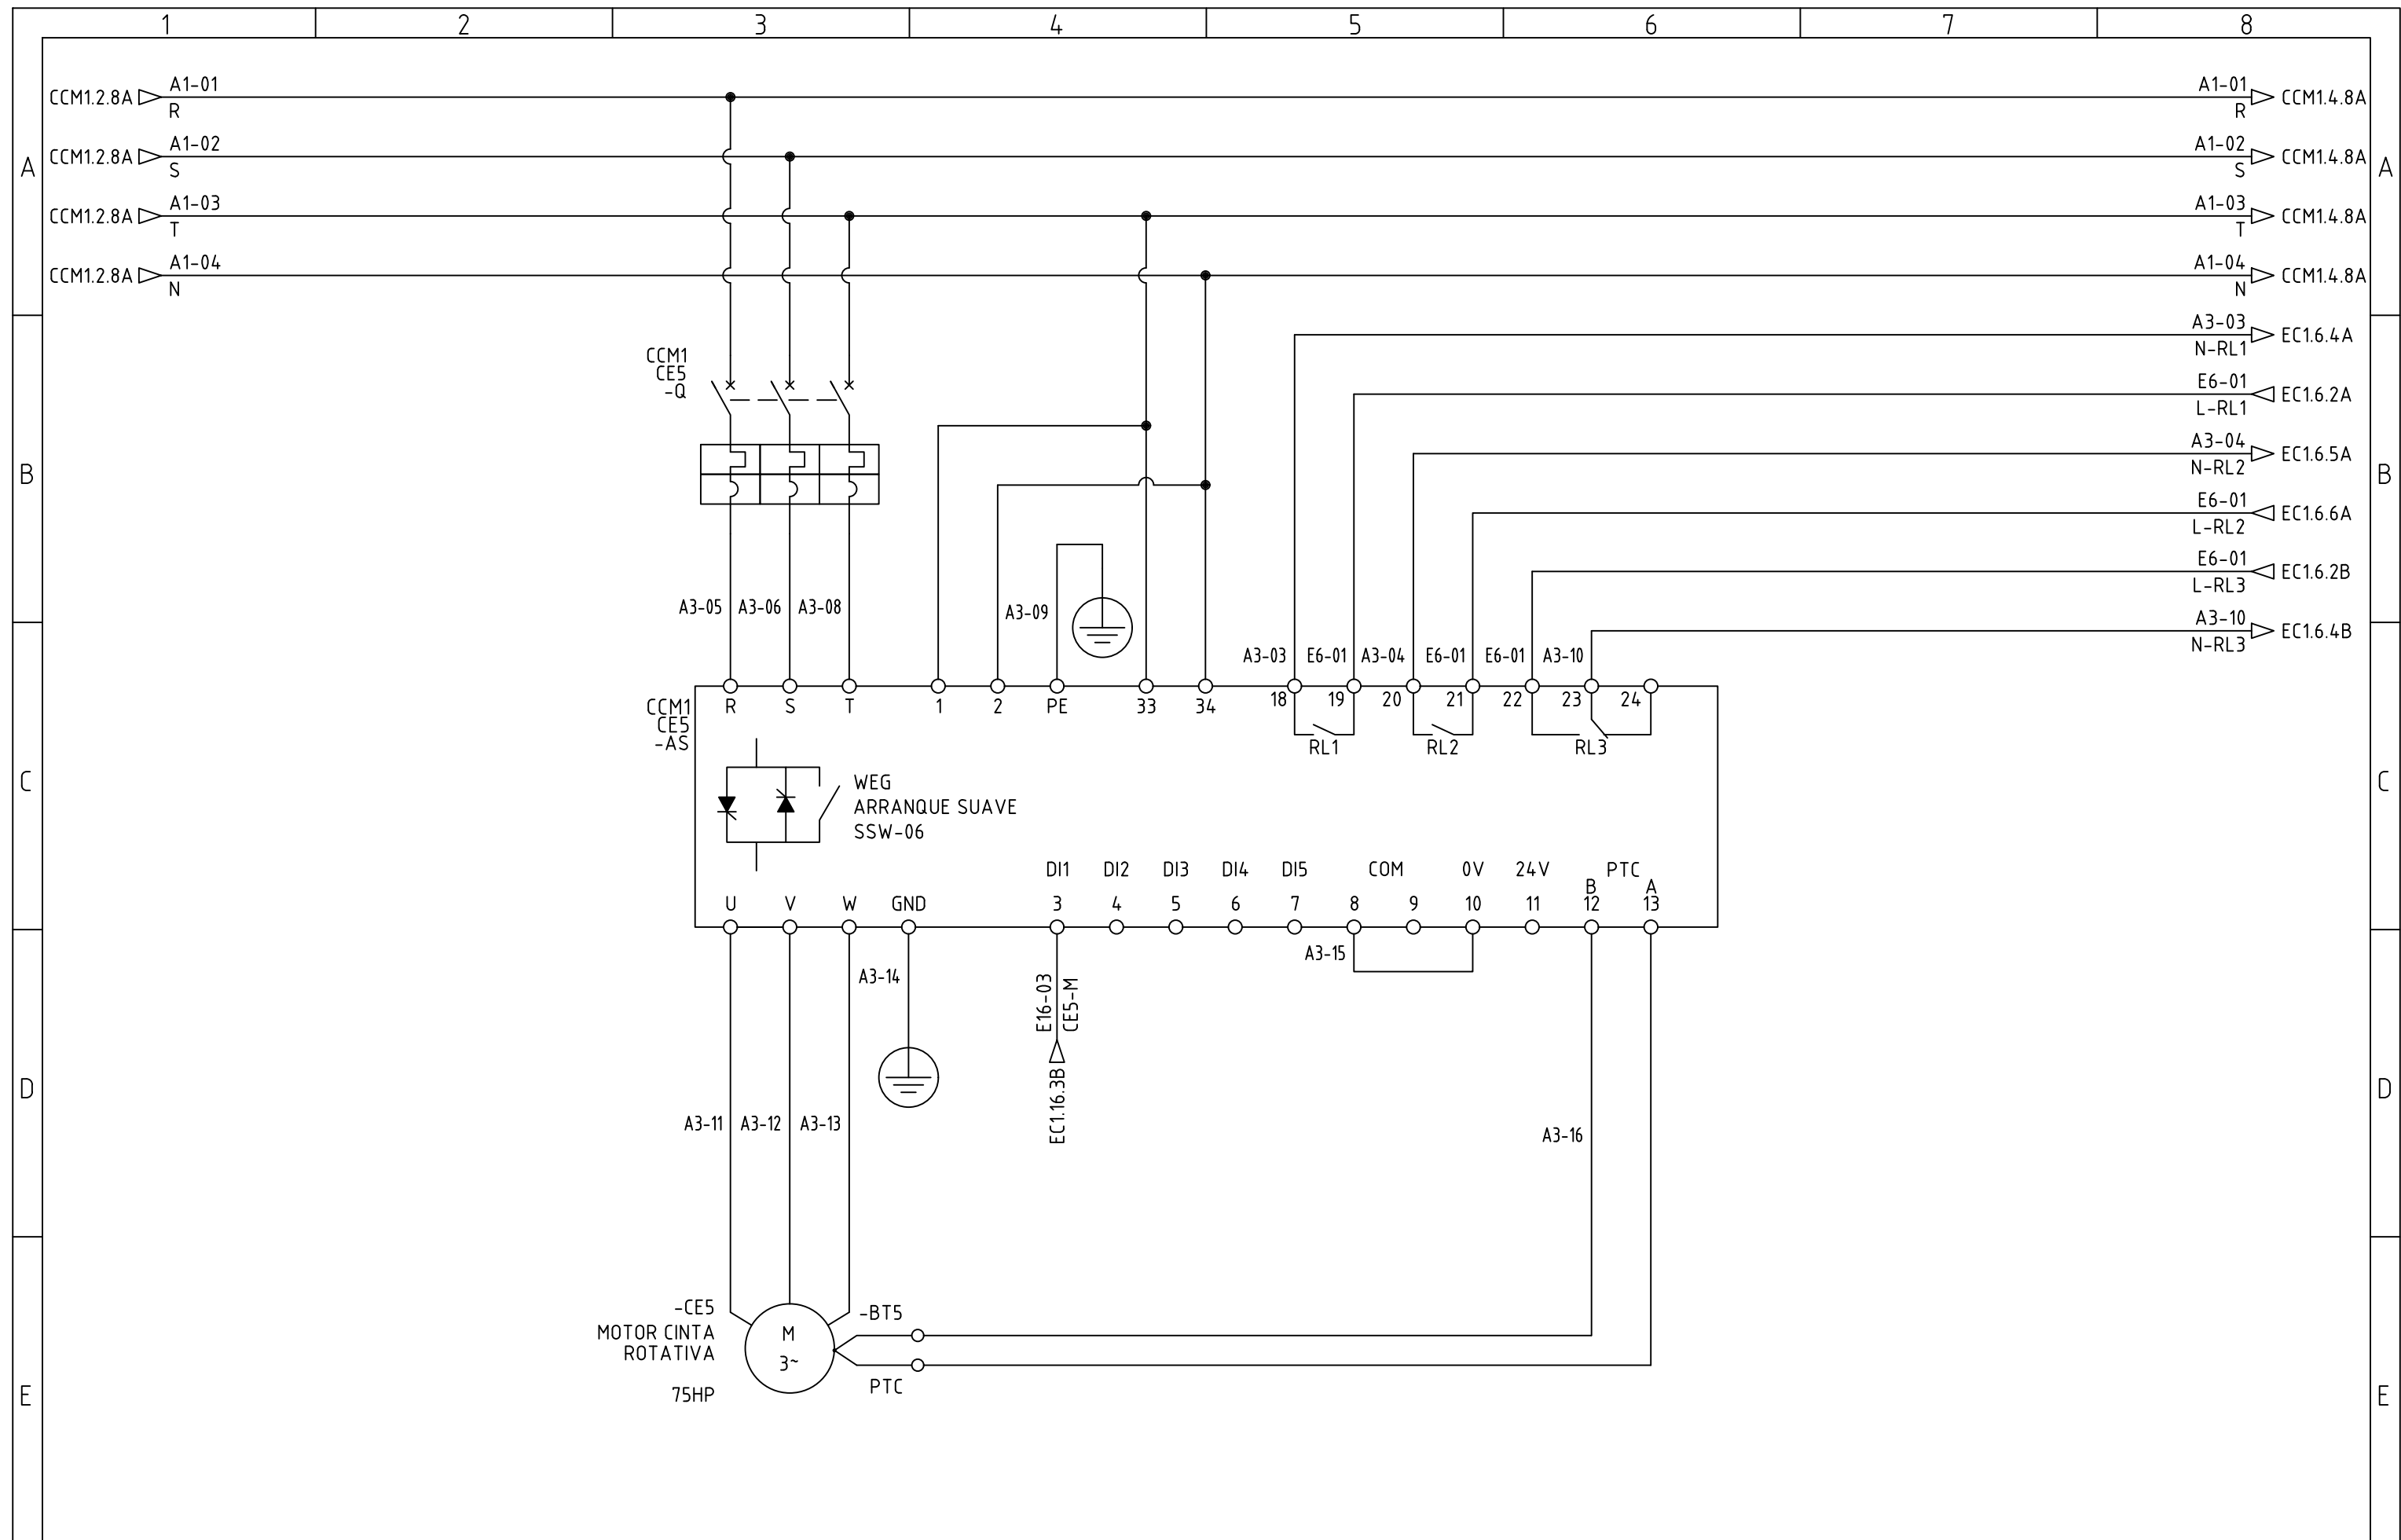 1 2 3 4 5 6 7 8
A1-01 A1-01
CCM1.2.8A CCM1.4.8A
R R
A1-02 A1-02
A CCM1.2.8A CCM1.4.8A A
S S
A1-03 A1-03
CCM1.2.8A CCM1.4.8A
T T
A1-04 A1-04
CCM1.2.8A CCM1.4.8A
N N
A3-03
EC1.6.4A
N-RL1
CCM1
CE5
-Q
E6-01
EC1.6.2A
L-RL1
A3-04
EC1.6.5A
N-RL2
B B
E6-01
EC1.6.6A
L-RL2
E6-01
EC1.6.2B
L-RL3
A3-05 A3-06 A3-08 A3-09
A3-10
EC1.6.4B
N-RL3
A3-03 E6-01 A3-04 E6-01 E6-01 A3-10
CCM1
CE5
-AS
R S T 1 2 PE 33 34 18 19 20 21 22 23 24
RL1 RL2 RL3
C C
WEG
ARRANQUE SUAVE
SSW-06
DI1 DI2 DI3 DI4 DI5 COM 0V 24V PTC
B A
U V W GND 3 4 5 6 7 8 9 10 11 12 13
A3-15
A3-14
E16-03
CE5-M
EC1.16.3B
D D
A3-11 A3-12 A3-13 A3-16
-CE5
MOTOR CINTA
ROTATIVA
75HP
M
3~
-BT5
PTC
E E